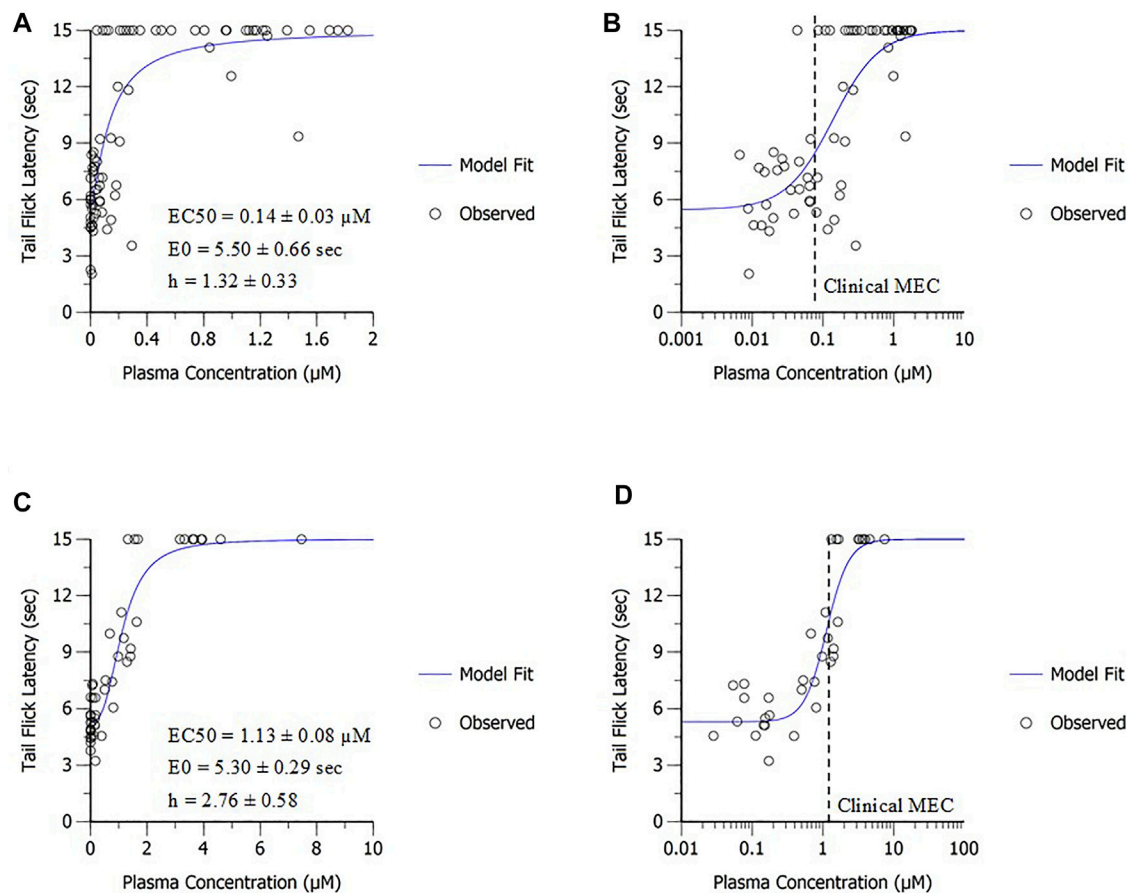 A
Tail Flick Latency (sec)
15
12
9
6
3
0
0 0.4 0.8 1.2 1.6 2
Plasma Concentration (µM)
EC50 = 0.14 ± 0.03 µM
E0 = 5.50 ± 0.66 sec
h = 1.32 ± 0.33
Model Fit
Observed
B
Tail Flick Latency (sec)
15
12
9
6
3
0
0.001 0.01 0.1 1 10
Plasma Concentration (µM)
Clinical MEC
Model Fit
Observed
C
Tail Flick Latency (sec)
15
12
9
6
3
0
0 2 4 6 8 10
Plasma Concentration (µM)
EC50 = 1.13 ± 0.08 µM
E0 = 5.30 ± 0.29 sec
h = 2.76 ± 0.58
Model Fit
Observed
D
Tail Flick Latency (sec)
15
12
9
6
3
0
0.01 0.1 1 10 100
Plasma Concentration (µM)
Clinical MEC
Model Fit
Observed